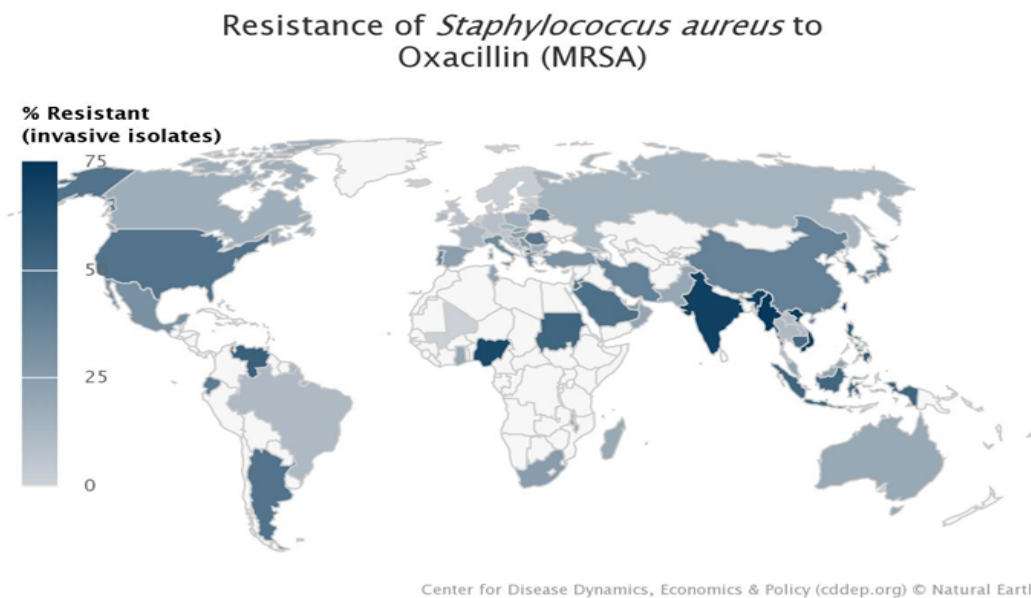 Resistance of Staphylococcus aureus to
Oxacillin (MRSA)
% Resistant
(invasive isolates)
75
50
25
0
Center for Disease Dynamics, Economics & Policy (cddep.org) © Natural Earth